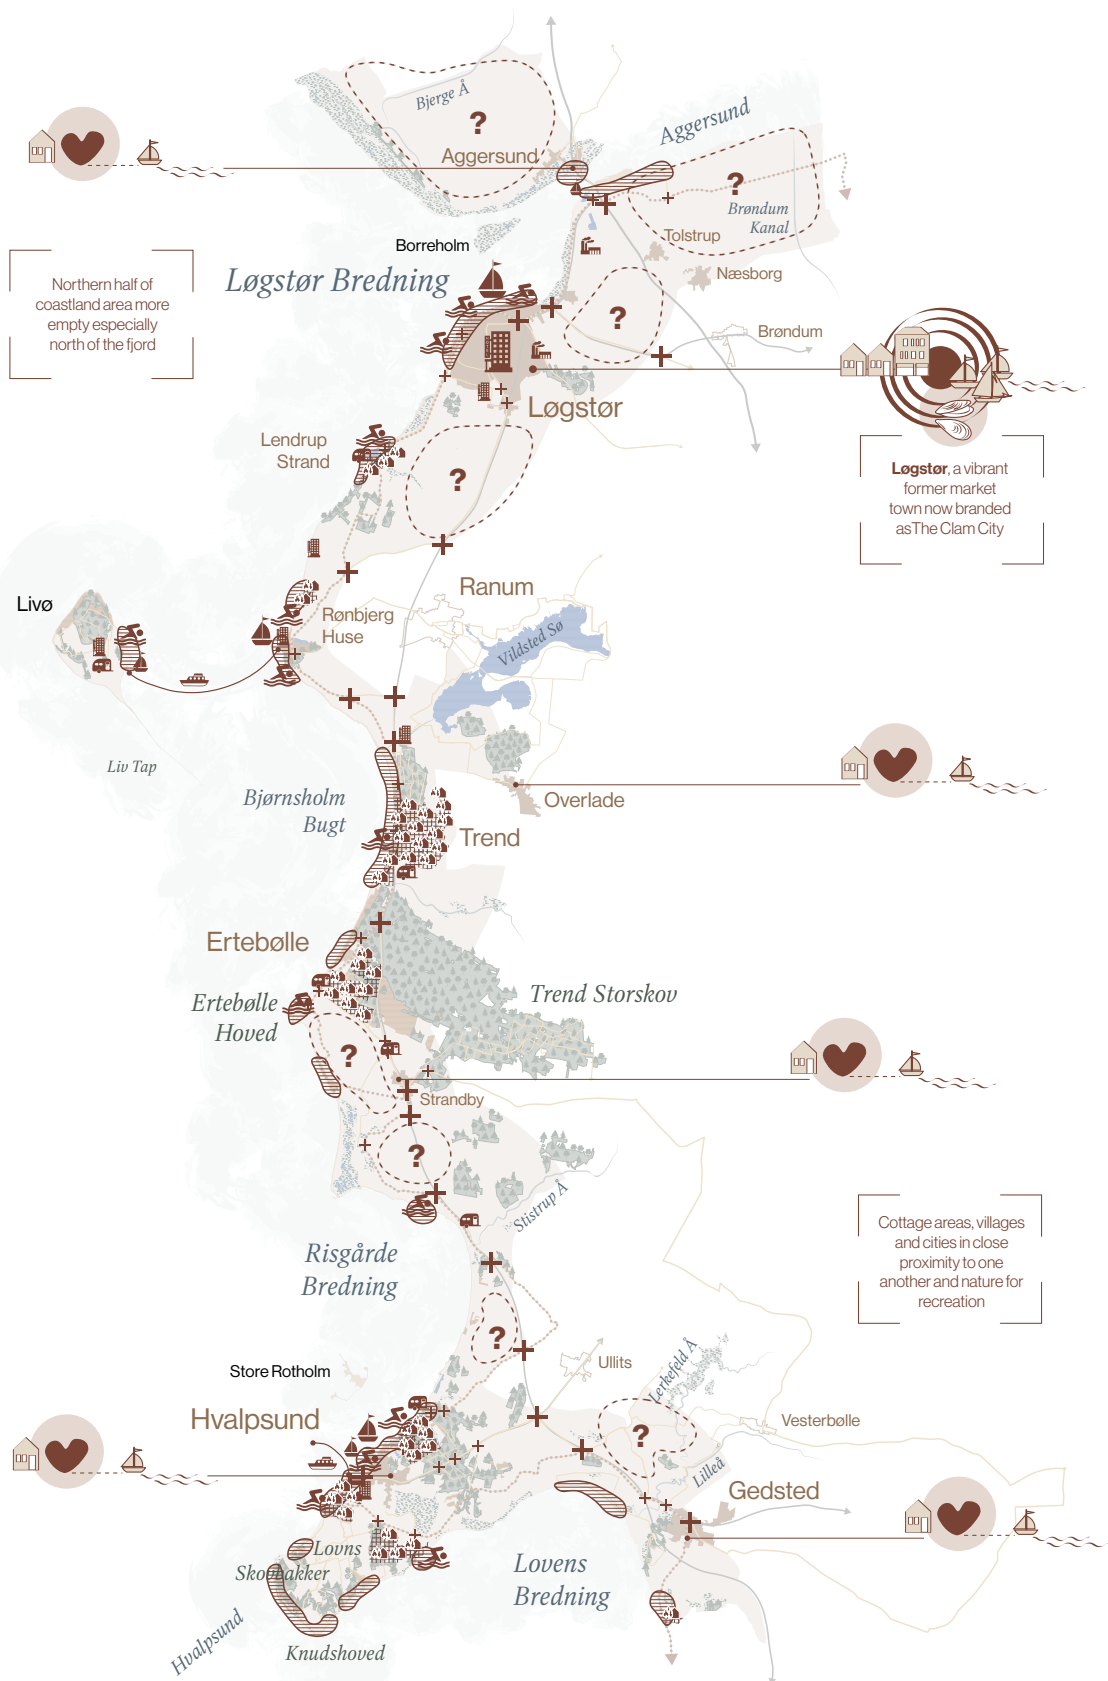 Bjerge Å
?
Aggersund
Aggersund
?
Brøndum
Kanal
Borreholm
Tolstrup
Næsborg
Løgstør Bredning
Northern half of
coastland area more
empty especially
north of the fjord
?
Brøndum
Løgstør
Løgstør, a vibrant
former market
town now branded
asThe Clam City
Lendrup
Strand
?
Ranum
Livø
Rønbjerg
Huse
Vildsted Sø
Liv Tap
Bjørnsholm
Bugt
Overlade
Trend
Ertebølle
Ertebølle
Hoved
Trend Storskov
?
Strandby
?
Stistrup Å
Risgårde
Bredning
Cottage areas, villages
and cities in close
proximity to one
another and nature for
recreation
?
Ullits
Store Rotholm
Lerkefeld Å
Hvalpsund
?
Vesterbølle
Lilleå
Gedsted
Lovns
Skovbakker
Lovens
Bredning
Hvalpsund
Knudshoved